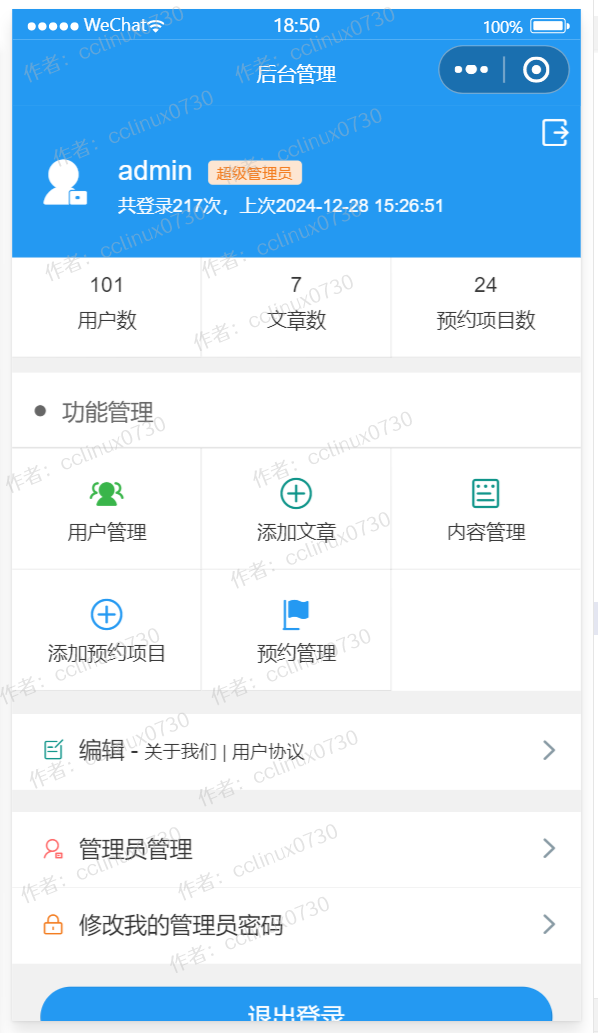 WeChat 18:50 100%
后台管理
admin 超级管理员
共登录217次，上次2024-12-28 15:26:51
101 7 24
用户数 文章数 预约项目数
功能管理
用户管理 添加文章 内容管理
添加预约项目 预约管理
编辑 - 关于我们 | 用户协议
管理员管理
修改我的管理员密码
退出登录
作者：cclinux0730